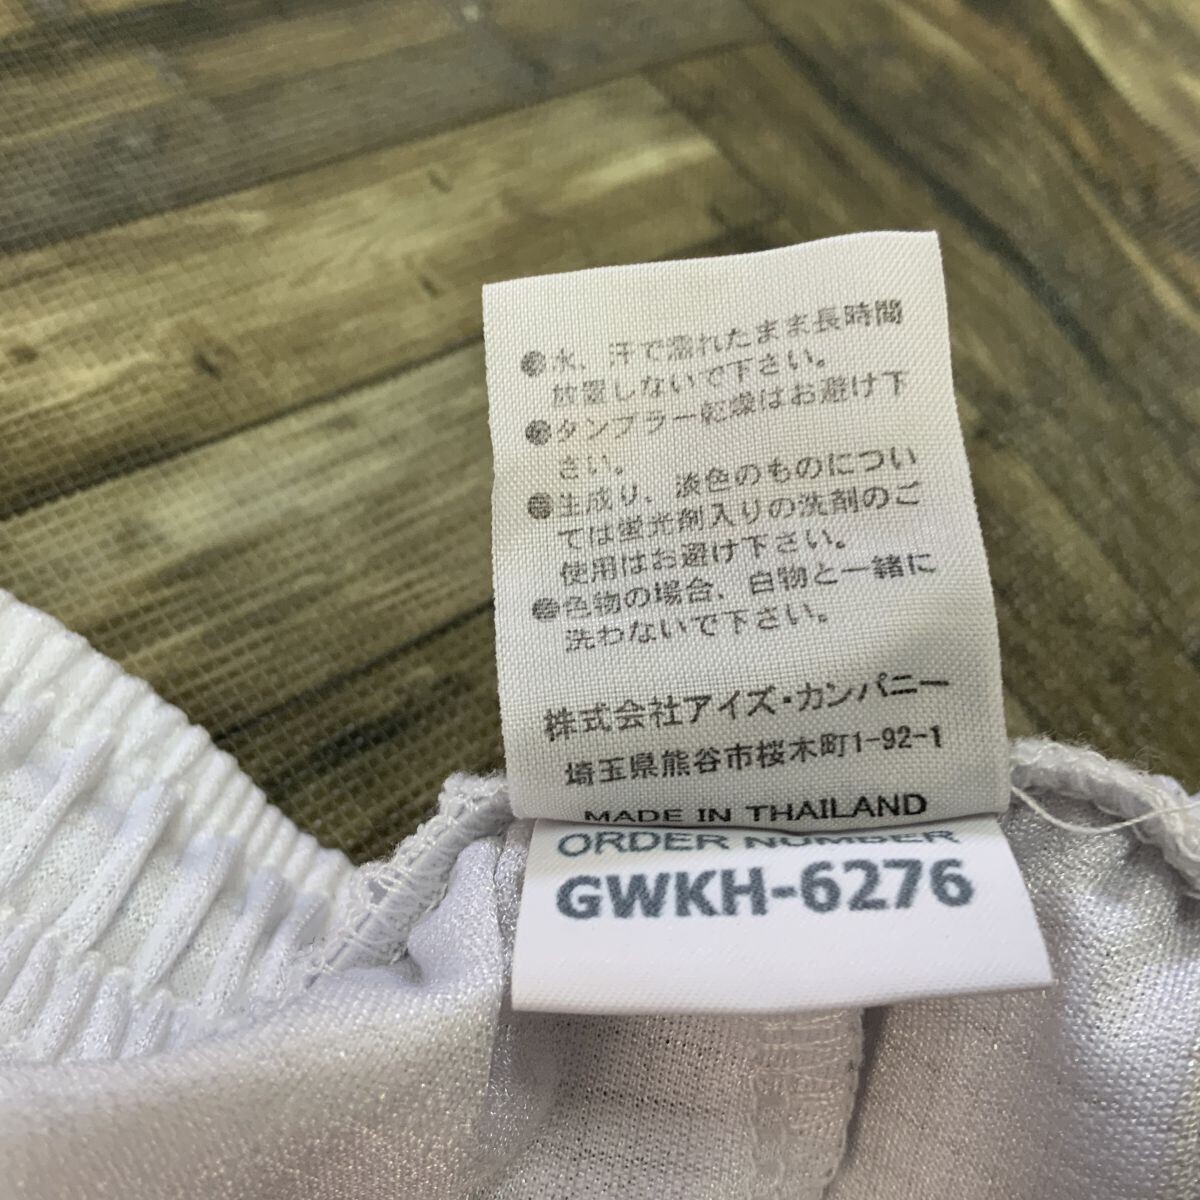 ●水、汗で濡れたまま長時間
放置しないで下さい。
●タンブラー乾燥はお避け下
さい。
●生成り、淡色のものについ
ては蛍光剤入りの洗剤のご
使用はお避け下さい。
●色物の場合、白物と一緒に
洗わないで下さい。
株式会社アイズ・カンパニー
埼玉県熊谷市桜木町1-92-1
MADE IN THAILAND
ORDER NUMBER
GWKH-6276